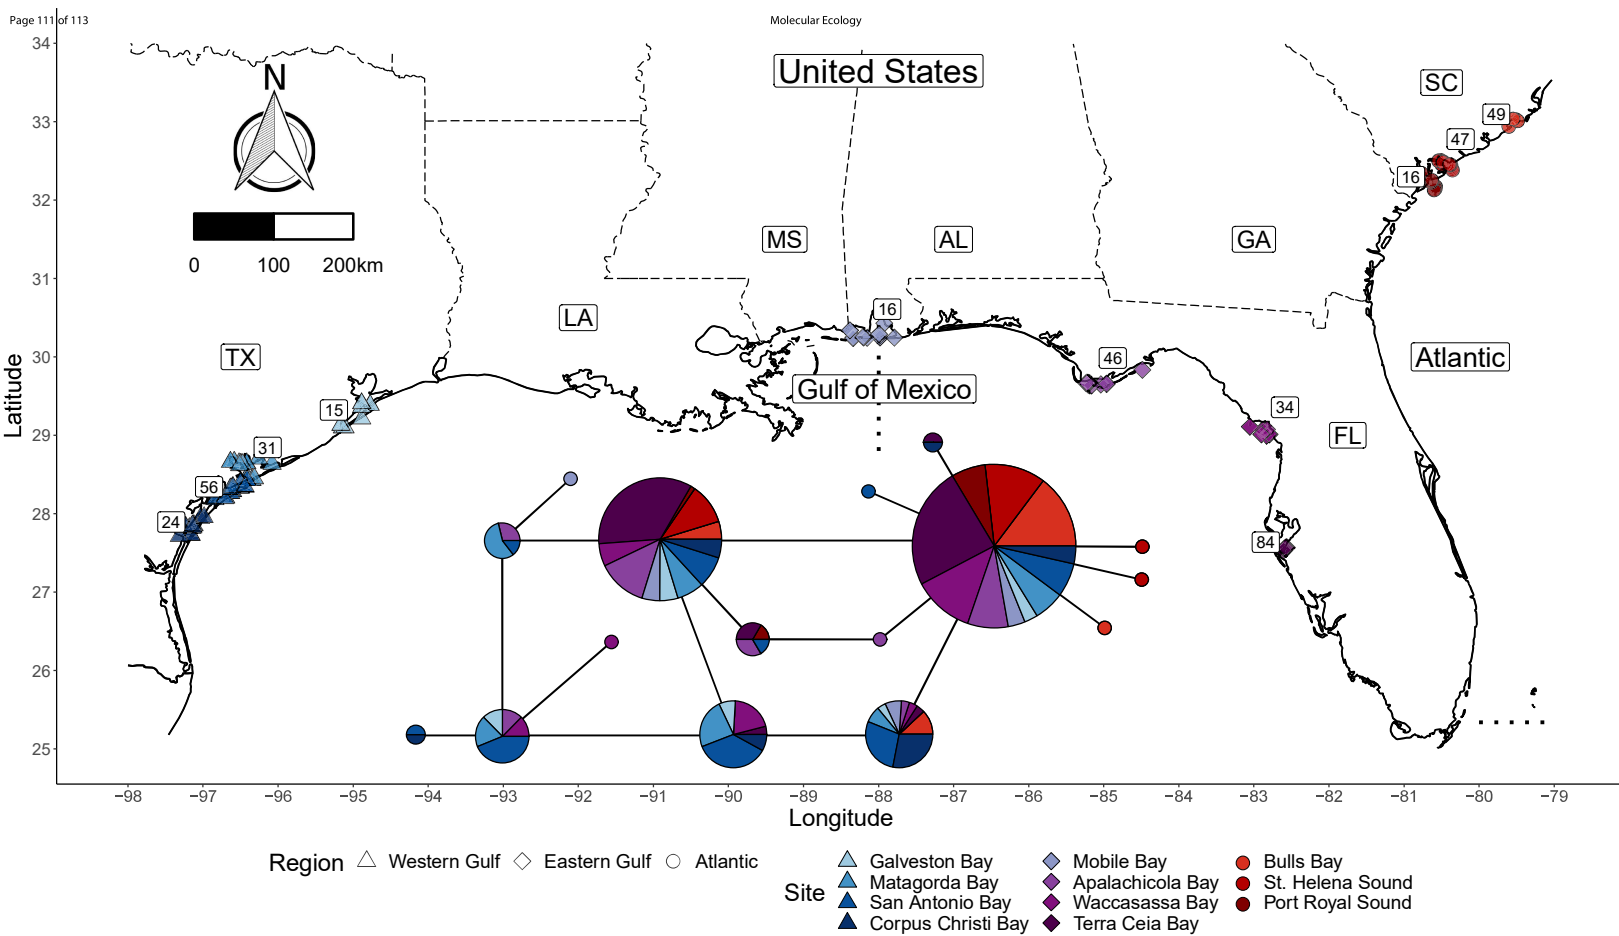 Page 111 of 113
Molecular Ecology
34
33
32
31
30
29
28
27
26
25
Latitude
N
0 100 200km
United States
SC
49
47
16
MS
AL
GA
LA
16
TX
46
Atlantic
Gulf of Mexico
15
34
FL
31
56
24
84
−98 −97 −96 −95 −94 −93 −92 −91 −90 −89 −88 −87 −86 −85 −84 −83 −82 −81 −80 −79
Longitude
Region Western Gulf Eastern Gulf Atlantic
Site
Galveston Bay Mobile Bay Bulls Bay
Matagorda Bay Apalachicola Bay St. Helena Sound
San Antonio Bay Waccasassa Bay Port Royal Sound
Corpus Christi Bay Terra Ceia Bay